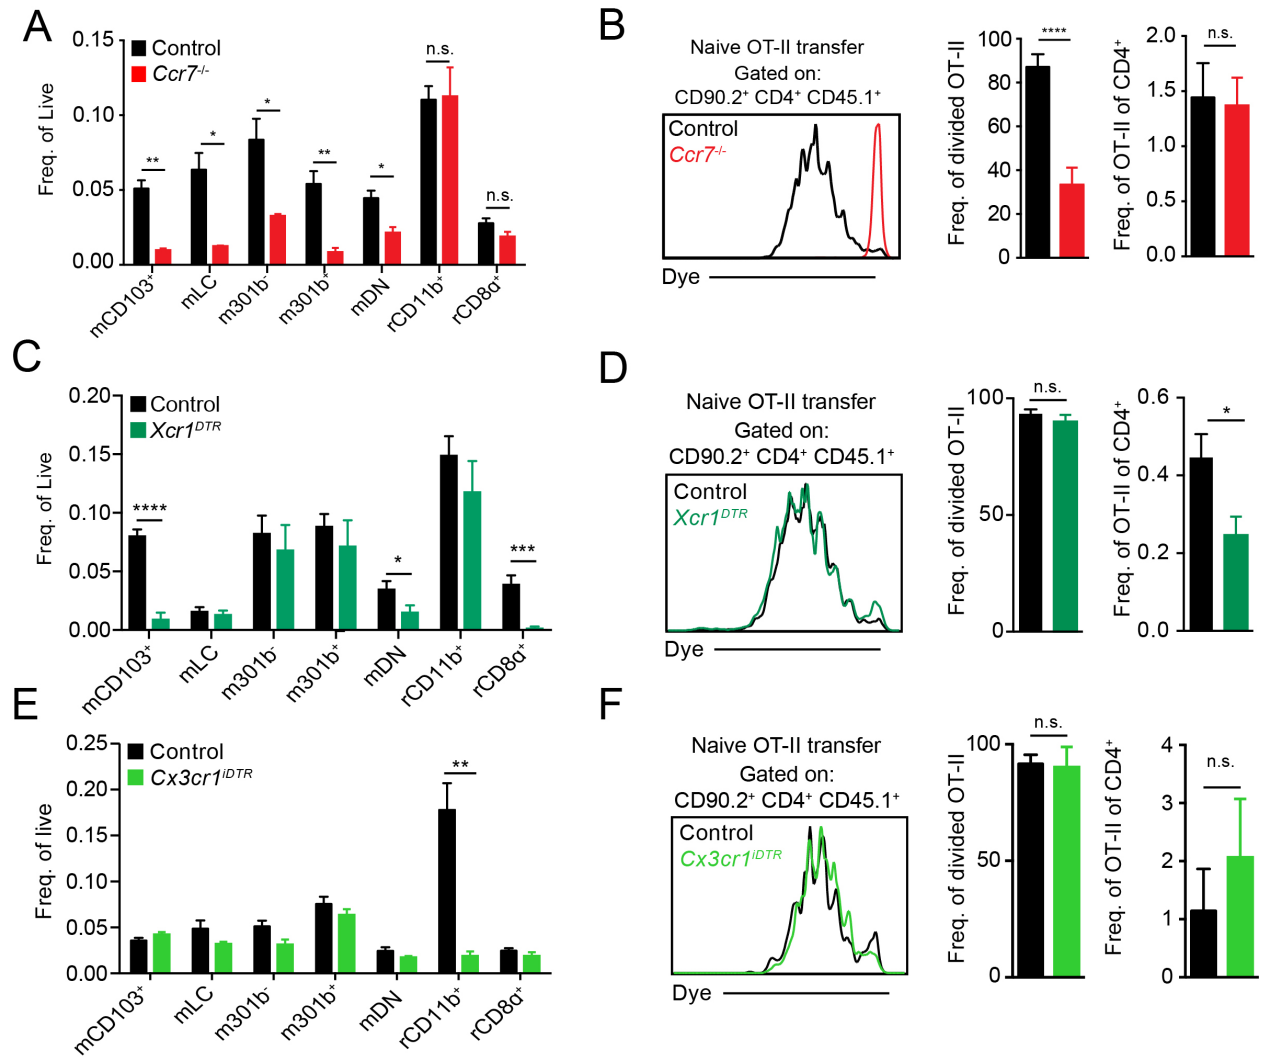 A
0.15
0.10
0.05
0.00
Freq. of Live
Control
Ccr7-/-
**
*
*
**
*
n.s.
n.s.
mCD103+
mLC
m301b-
m301b+
mDN
rCD11b+
rCD8α+
B
Naive OT-II transfer
Gated on:
CD90.2+ CD4+ CD45.1+
Control
Ccr7-/-
Dye
Freq. of divided OT-II
100
80
60
40
20
0
****
Freq. of OT-II of CD4+
2.0
1.5
1.0
0.5
0.0
n.s.
C
0.20
0.15
0.10
0.05
0.00
Freq. of Live
Control
Xcr1DTR
****
*
***
mCD103+
mLC
m301b-
m301b+
mDN
rCD11b+
rCD8α+
D
Naive OT-II transfer
Gated on:
CD90.2+ CD4+ CD45.1+
Control
Xcr1DTR
Dye
Freq. of divided OT-II
100
50
0
n.s.
Freq. of OT-II of CD4+
0.6
0.4
0.2
0.0
*
E
0.25
0.20
0.15
0.10
0.05
0.00
Freq. of live
Control
Cx3cr1iDTR
**
mCD103+
mLC
m301b-
m301b+
mDN
rCD11b+
rCD8α+
F
Naive OT-II transfer
Gated on:
CD90.2+ CD4+ CD45.1+
Control
Cx3cr1iDTR
Dye
Freq. of divided OT-II
100
50
0
n.s.
Freq. of OT-II of CD4+
4
3
2
1
0
n.s.